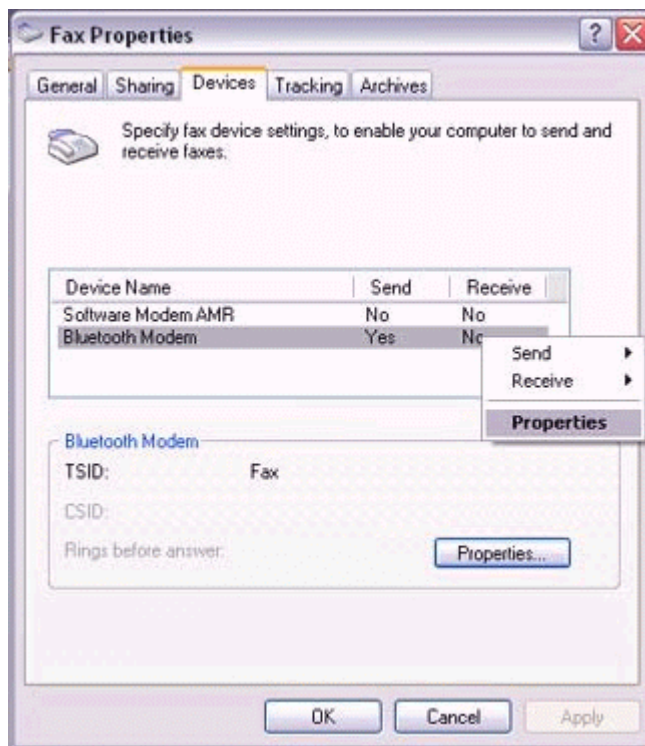 Fax Properties
General Sharing Devices Tracking Archives
Specify fax device settings, to enable your computer to send and
receive faxes.
Device Name Send Receive
Software Modem AMR No No
Bluetooth Modem Yes No
Send
Receive
Properties
Bluetooth Modem
TSID: Fax
CSID:
Rings before answer:
Properties...
OK Cancel Apply